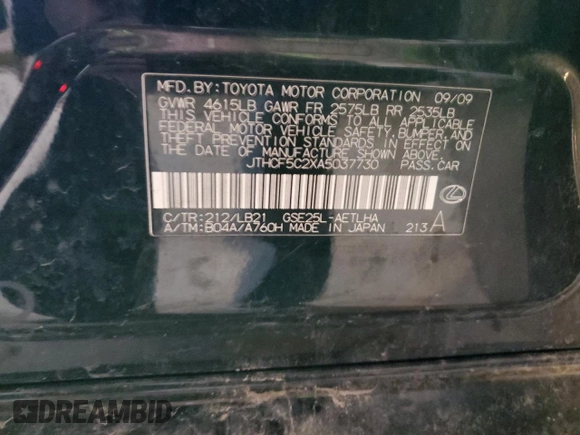 MFD. BY: TOYOTA MOTOR CORPORATION 09/09
GVWR 4615LB GAWR FR 2575LB RR 2535LB
THIS VEHICLE CONFORMS TO ALL APPLICABLE
FEDERAL MOTOR VEHICLE SAFETY, BUMPER, AND
THEFT PREVENTION STANDARDS IN EFFECT ON
THE DATE OF MANUFACTURE SHOWN ABOVE.
JTHCF5C2XA5037730 PASS. CAR
C/TR: 212/LB21 GSE25L-AETLHA
A/TM: B04A/A760H MADE IN JAPAN 213 A
DREAMBID